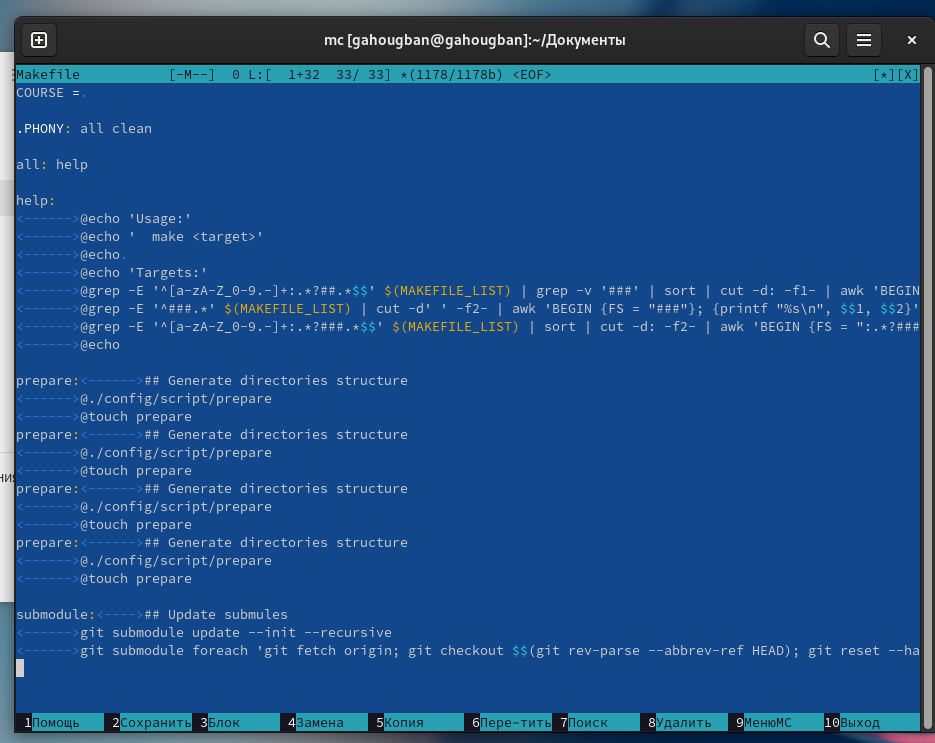 mc [gahougban@gahougban]:~/Документы
Makefile [-M--] 0 L:[ 1+32 33/ 33] *(1178/1178b) <EOF> [*][X]
COURSE =.
.PHONY: all clean
all: help
help:
<------>@echo 'Usage:'
<------>@echo '  make <target>'
<------>@echo.
<------>@echo 'Targets:'
<------>@grep -E '^[a-zA-Z_0-9.-]+:.*?##.*$$' $(MAKEFILE_LIST) | grep -v '###' | sort | cut -d: -f1- | awk 'BEGIN
<------>@grep -E '^###.*' $(MAKEFILE_LIST) | cut -d' ' -f2- | awk 'BEGIN {FS = "###"}; {printf "%s\n", $$1, $$2}'
<------>@grep -E '^[a-zA-Z_0-9.-]+:.*?###.*$$' $(MAKEFILE_LIST) | sort | cut -d: -f2- | awk 'BEGIN {FS = ":.*?###
<------>@echo
prepare:<------>## Generate directories structure
<------>@./config/script/prepare
<------>@touch prepare
prepare:<------>## Generate directories structure
<------>@./config/script/prepare
<------>@touch prepare
prepare:<------>## Generate directories structure
<------>@./config/script/prepare
<------>@touch prepare
prepare:<------>## Generate directories structure
<------>@./config/script/prepare
<------>@touch prepare
submodule:<---->## Update submules
<------>git submodule update --init --recursive
<------>git submodule foreach 'git fetch origin; git checkout $$(git rev-parse --abbrev-ref HEAD); git reset --ha
1Помощь 2Сохранить 3Блок 4Замена 5Копия 6Пере~тить 7Поиск 8Удалить 9МенюМС 10Выход